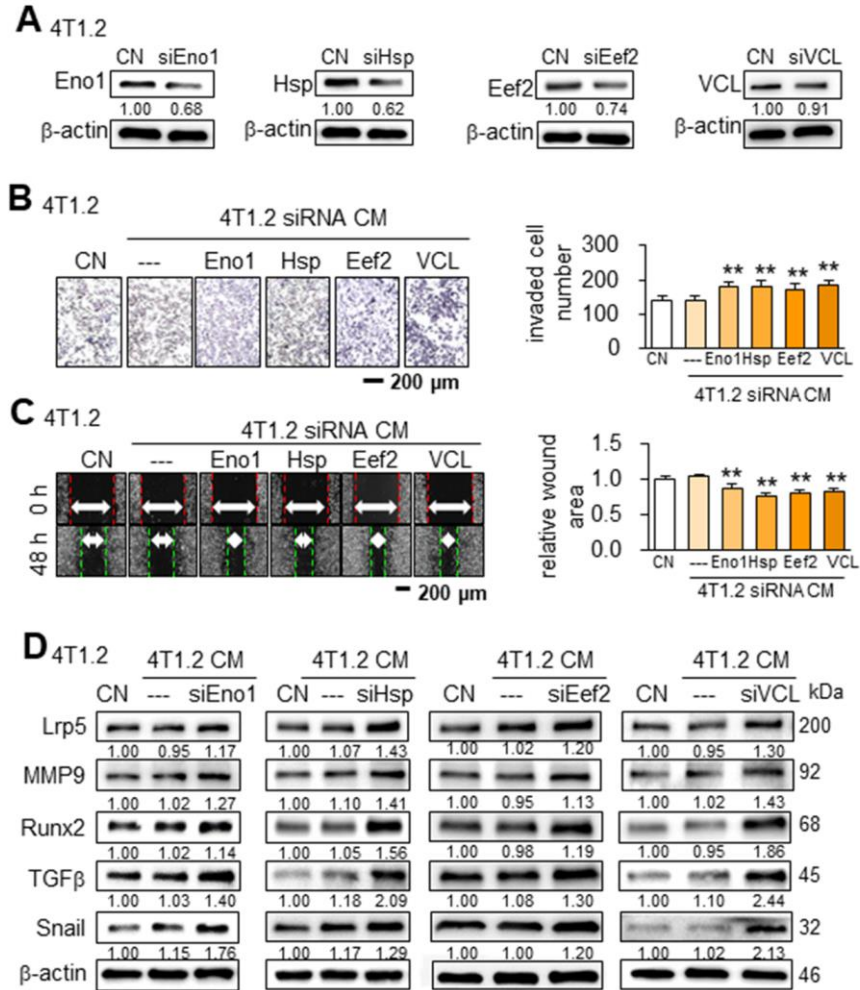 A 4T1.2
CN siEno1
Eno1
1.00 0.68
β-actin
CN siHsp
Hsp
1.00 0.62
β-actin
CN siEef2
Eef2
1.00 0.74
β-actin
CN siVCL
VCL
1.00 0.91
β-actin
B 4T1.2
4T1.2 siRNA CM
CN --- Eno1 Hsp Eef2 VCL
200 µm
invaded cell
number
300
200
100
0
** ** ** **
CN --- Eno1 Hsp Eef2 VCL
4T1.2 siRNA CM
C 4T1.2
4T1.2 siRNA CM
CN --- Eno1 Hsp Eef2 VCL
0 h
48 h
200 µm
relative wound
area
1.5
1.0
0.5
0.0
** ** ** **
CN --- Eno1 Hsp Eef2 VCL
4T1.2 siRNA CM
D 4T1.2
4T1.2 CM 4T1.2 CM 4T1.2 CM 4T1.2 CM
CN --- siEno1 CN --- siHsp CN --- siEef2 CN --- siVCL kDa
Lrp5 200
1.00 0.95 1.17 1.00 1.07 1.43 1.00 1.02 1.20 1.00 0.95 1.30
MMP9 92
1.00 1.02 1.27 1.00 1.10 1.41 1.00 0.95 1.13 1.00 1.02 1.43
Runx2 68
1.00 1.02 1.14 1.00 1.05 1.56 1.00 0.98 1.19 1.00 0.95 1.86
TGFβ 45
1.00 1.03 1.40 1.00 1.18 2.09 1.00 1.08 1.30 1.00 1.10 2.44
Snail 32
1.00 1.15 1.76 1.00 1.17 1.29 1.00 1.00 1.20 1.00 1.02 2.13
β-actin 46